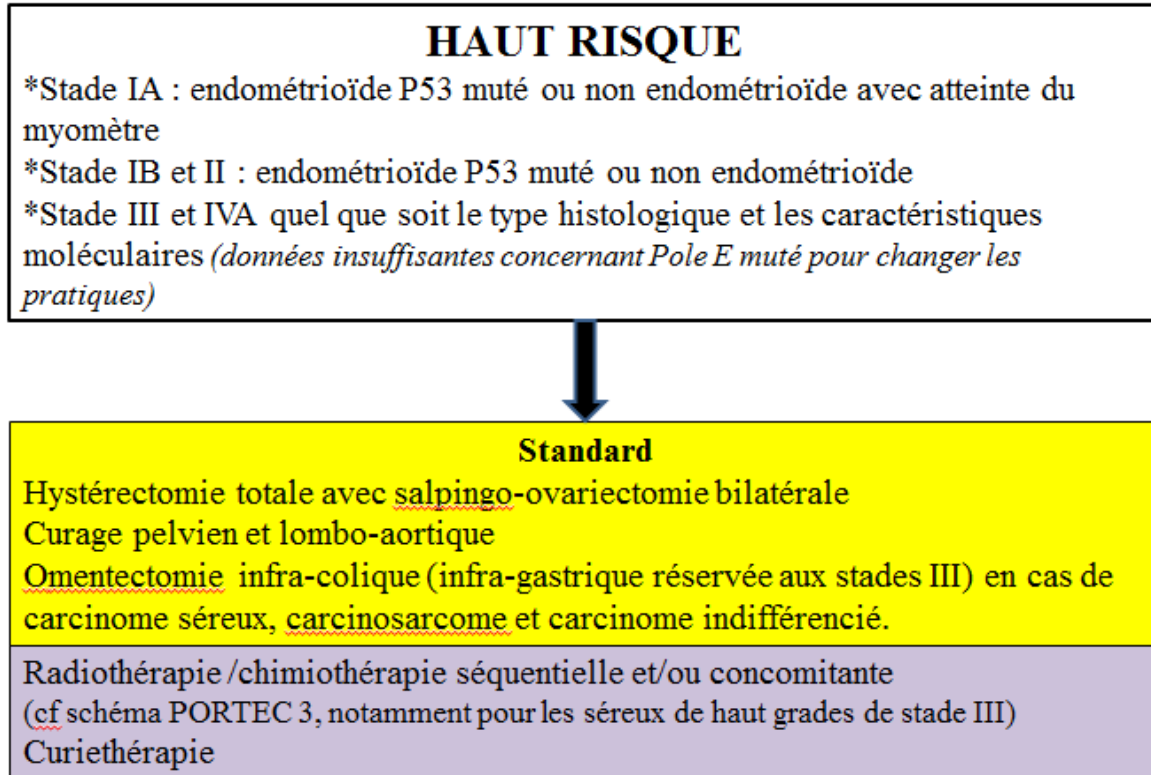 HAUT RISQUE
*Stade IA : endométrioïde P53 muté ou non endométrioïde avec atteinte du
myomètre
*Stade IB et II : endométrioïde P53 muté ou non endométrioïde
*Stade III et IVA quel que soit le type histologique et les caractéristiques
moléculaires (données insuffisantes concernant Pole E muté pour changer les
pratiques)
Standard
Hystérectomie totale avec salpingo-ovariectomie bilatérale
Curage pelvien et lombo-aortique
Omentectomie infra-colique (infra-gastrique réservée aux stades III) en cas de
carcinome séreux, carcinosarcome et carcinome indifférencié.
Radiothérapie /chimiothérapie séquentielle et/ou concomitante
(cf schéma PORTEC 3, notamment pour les séreux de haut grades de stade III)
Curiethérapie